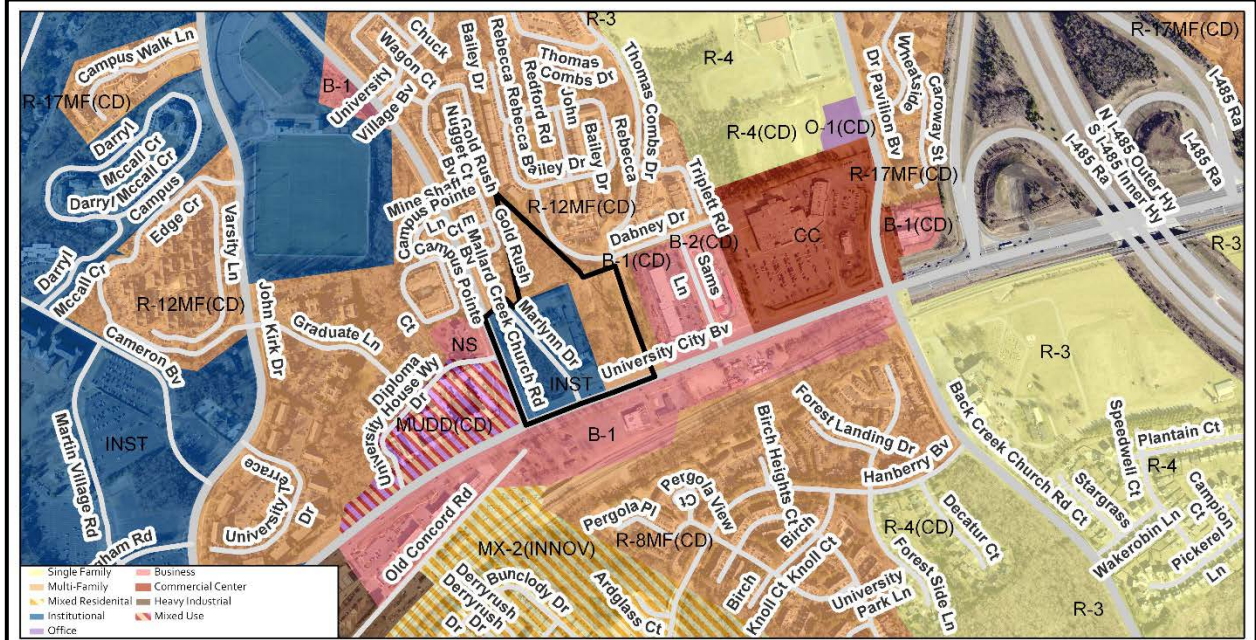 R-3
R-4
R-17MF(CD)
Campus Walk Ln
R-17MF(CD)
Chuck
Wagon Ct
University
Village Bv
B-1
Bailey Dr
Rebecca
Rebecca Bv
Redford Rd
Thomas
Combs Dr
Thomas Combs Dr
John
Bailey Dr
Bailey Dr
Rebecca
R-4(CD)
O-1(CD)
Dr
Pavilion Bv
Wheatside
Caroway St
I-485 Ra
I-485 Ra
N I-485 Outer Hy
S I-485 Inner Hy
I-485 Ra
Darryl
Mccall Cr
Darryl Mccall Cr
Campus
Edge Cr
Darryl
Mccall Cr
Varsity Ln
R-12MF(CD)
Gold Rush
Bv
Nugget Ct
Mine Shaft
Campus Pointe
Ln
Ct
Campus Pointe
Ct
E Mallard Creek Church Rd
Gold Rush
Bv
R-12MF(CD)
Triplett Rd
Dabney Dr
B-1(CD)
B-2(CD)
Sams
Ln
CC
R-17MF(CD)
B-1(CD)
R-3
Cameron Bv
John Kirk Dr
Graduate Ln
Diploma
Dr
University House Wy
NS
MUDD(CD)
Marlynn Dr
INST
University City Bv
B-1
R-3
INST
Martin Village Rd
University Terrace
Dr
ham Rd
Old Concord Rd
MX-2(INNOV)
Pergola Pl
Pergola View
Ct
R-8MF(CD)
Birch Heights Ct
Birch
Birch
Knoll Ct
Knoll Ct
Forest Landing Dr
Hanberry Bv
University
Park Ln
R-4(CD)
Decatur Ct
Forest Side Ln
Back Creek Church Rd
Stargrass
Ct
Speedwell Ct
Plantain Ct
R-4
Campion
Ct
Wakerobin Ln
Pickerel
Ln
R-3
Derryrush
Dr
Derryrush
Dr
Bunclody Dr
Ardglass Ct
Single Family
Multi-Family
Mixed Residential
Institutional
Office
Business
Commercial Center
Heavy Industrial
Mixed Use